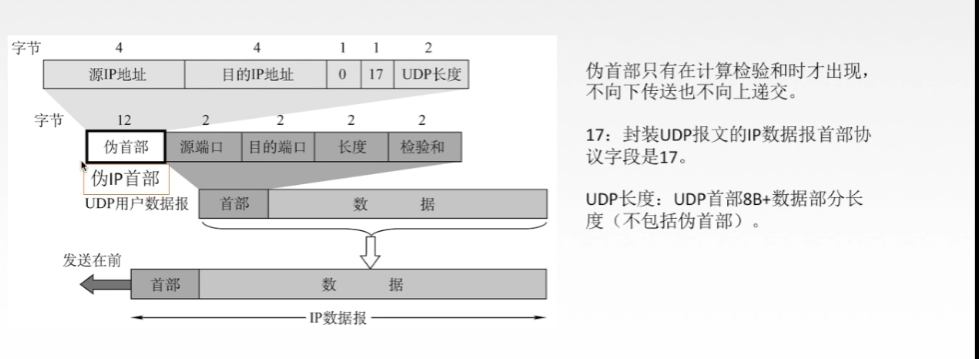 字节 4 4 1 1 2
源IP地址 目的IP地址 0 17 UDP长度
字节 12 2 2 2 2
伪首部 源端口 目的端口 长度 检验和
伪IP首部
UDP用户数据报 首部 数 据
发送在前
首部 数 据
IP数据报
伪首部只有在计算检验和时才出现，
不向下传送也不向上递交。
17：封装UDP报文的IP数据报首部协
议字段是17。
UDP长度：UDP首部8B+数据部分长
度（不包括伪首部）。